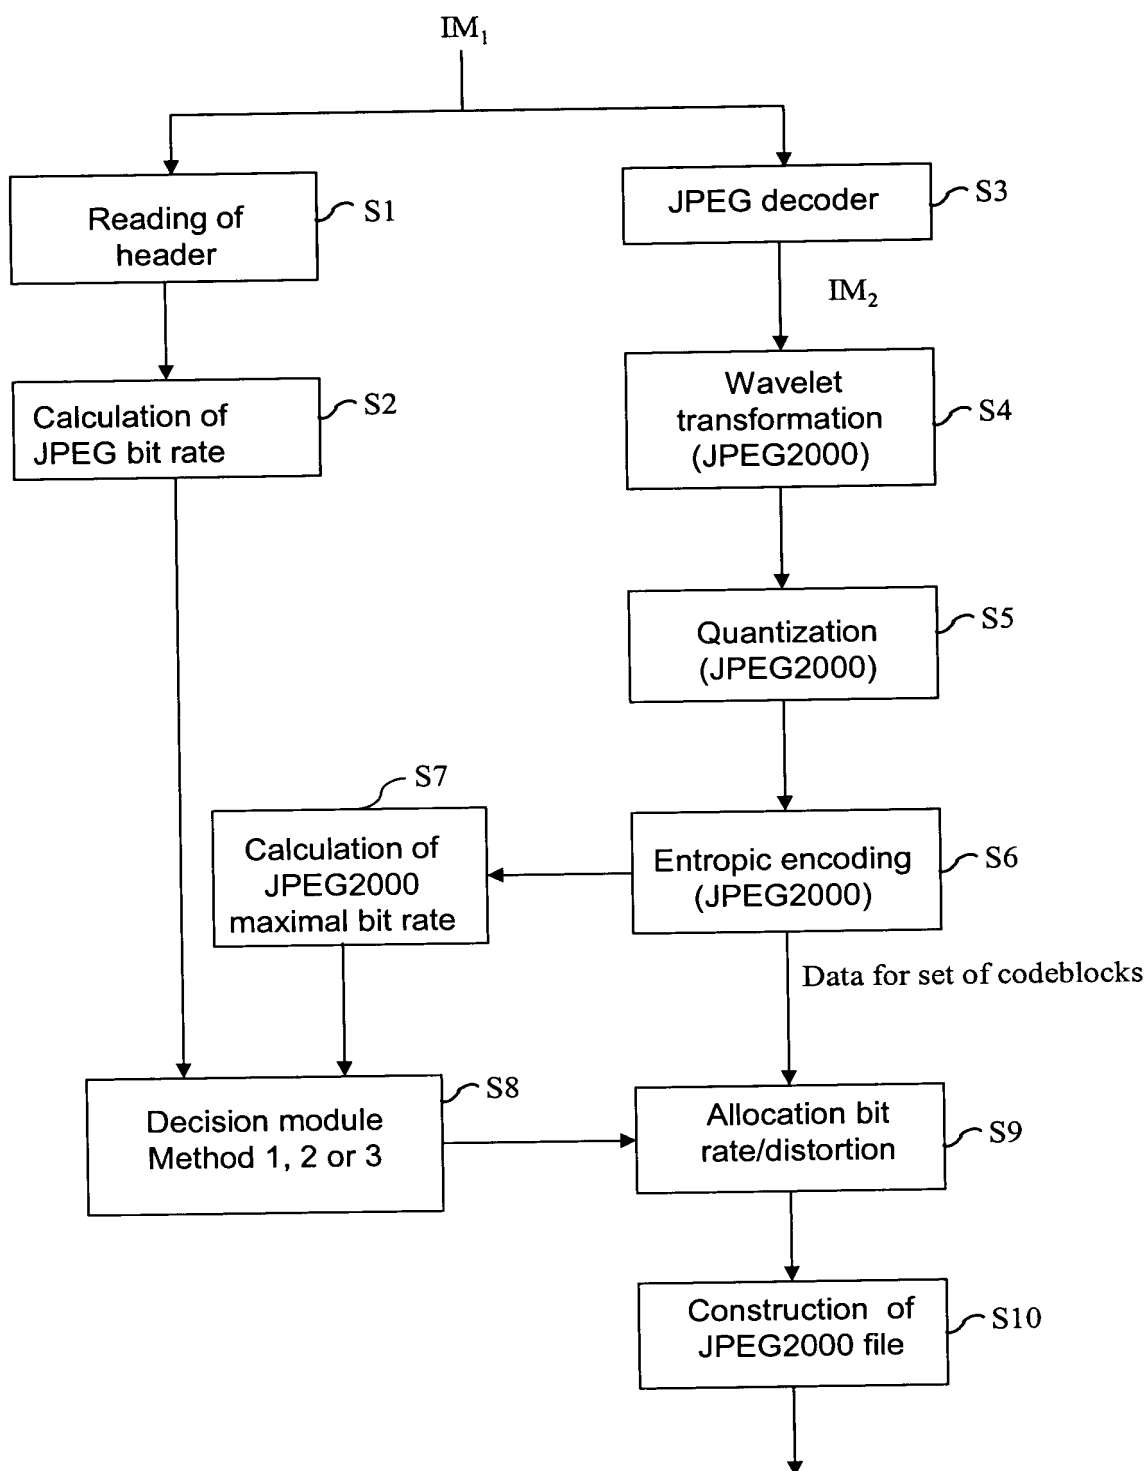 IM₁
Reading of
header
S1
JPEG decoder
S3
IM₂
Calculation of
JPEG bit rate
S2
Wavelet
transformation
(JPEG2000)
S4
Quantization
(JPEG2000)
S5
S7
Calculation of
JPEG2000
maximal bit rate
Entropic encoding
(JPEG2000)
S6
Data for set of codeblocks
Decision module
Method 1, 2 or 3
S8
Allocation bit
rate/distortion
S9
Construction of
JPEG2000 file
S10